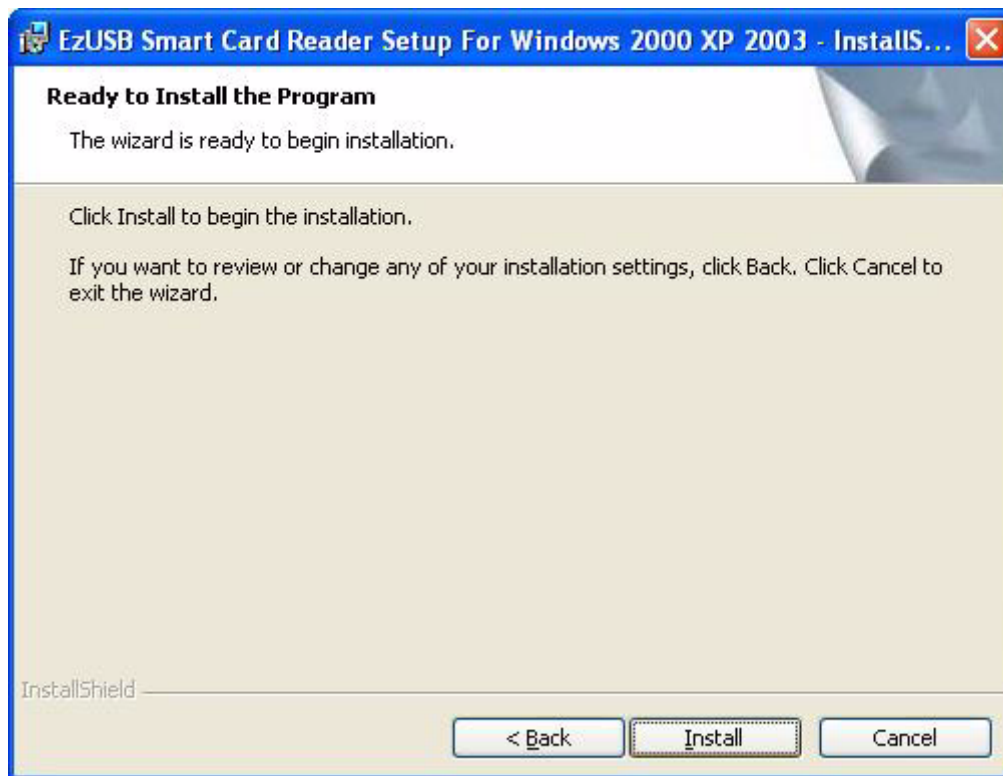 EzUSB Smart Card Reader Setup For Windows 2000 XP 2003 - InstallS...
Ready to Install the Program
The wizard is ready to begin installation.
Click Install to begin the installation.
If you want to review or change any of your installation settings, click Back. Click Cancel to
exit the wizard.
InstallShield
< Back
Install
Cancel